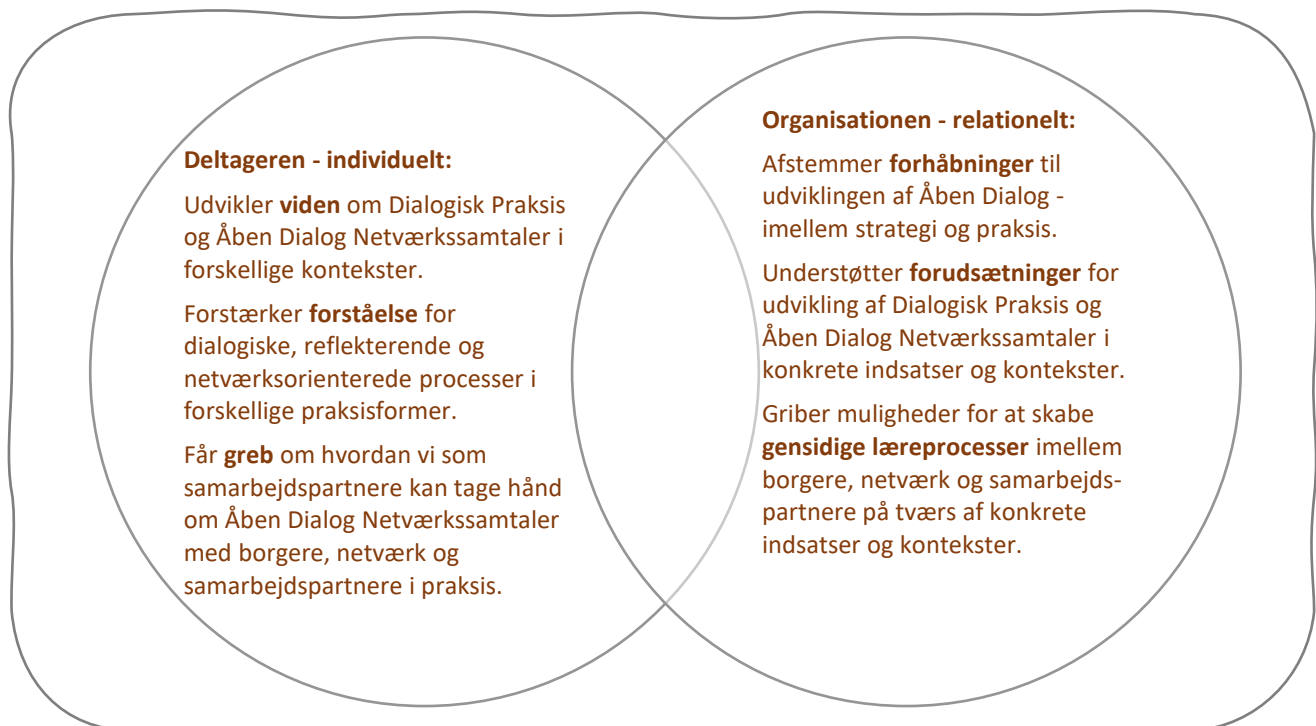 Deltageren - individuelt:
Udvikler viden om Dialogisk Praksis
og Åben Dialog Netværkssamtaler i
forskellige kontekster.
Forstærker forståelse for
dialogiske, reflekterende og
netværksorienterede processer i
forskellige praksisformer.
Får greb om hvordan vi som
samarbejdspartnere kan tage hånd
om Åben Dialog Netværkssamtaler
med borgere, netværk og
samarbejdspartnere i praksis.
Organisationen - relationelt:
Afstemmer forhåbninger til
udviklingen af Åben Dialog -
imellem strategi og praksis.
Understøtter forudsætninger for
udvikling af Dialogisk Praksis og
Åben Dialog Netværkssamtaler i
konkrete indsatser og kontekster.
Griber muligheder for at skabe
gensidige læreprocesser imellem
borgere, netværk og samarbejds-
partnere på tværs af konkrete
indsatser og kontekster.